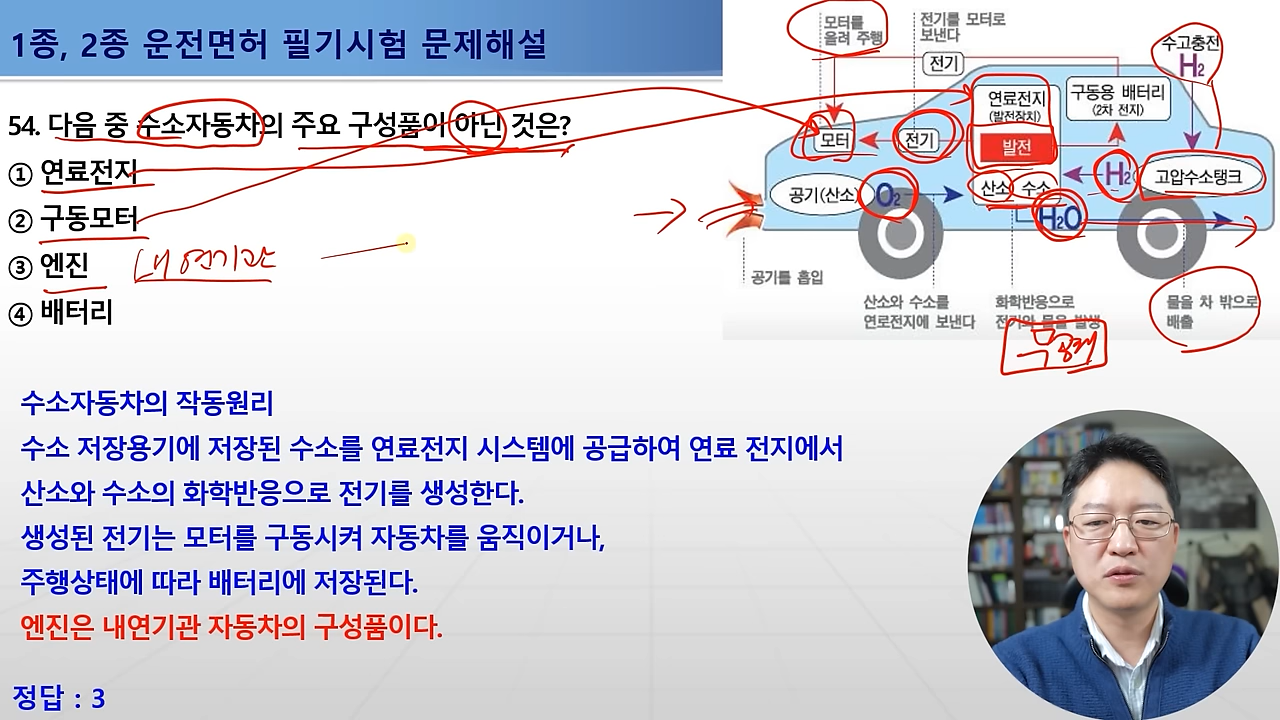 1종, 2종 운전면허 필기시험 문제해설
54. 다음 중 수소자동차의 주요 구성품이 아닌 것은?
① 연료전지
② 구동모터
③ 엔진
내연기관
④ 배터리
모터를
올려 주행
전기를 모터로
보낸다
수고충전
H2
전기
연료전지
(발전장치)
구동용 배터리
(2차 전지)
모터
전기
발전
H2
고압수소탱크
공기(산소)
O2
산소
수소
H2O
공기를 흡입
산소와 수소를
연료전지에 보낸다
화학반응으로
전기와 물을 발생
물을 차 밖으로
배출
무공해
수소자동차의 작동원리
수소 저장용기에 저장된 수소를 연료전지 시스템에 공급하여 연료 전지에서
산소와 수소의 화학반응으로 전기를 생성한다.
생성된 전기는 모터를 구동시켜 자동차를 움직이거나,
주행상태에 따라 배터리에 저장된다.
엔진은 내연기관 자동차의 구성품이다.
정답 : 3